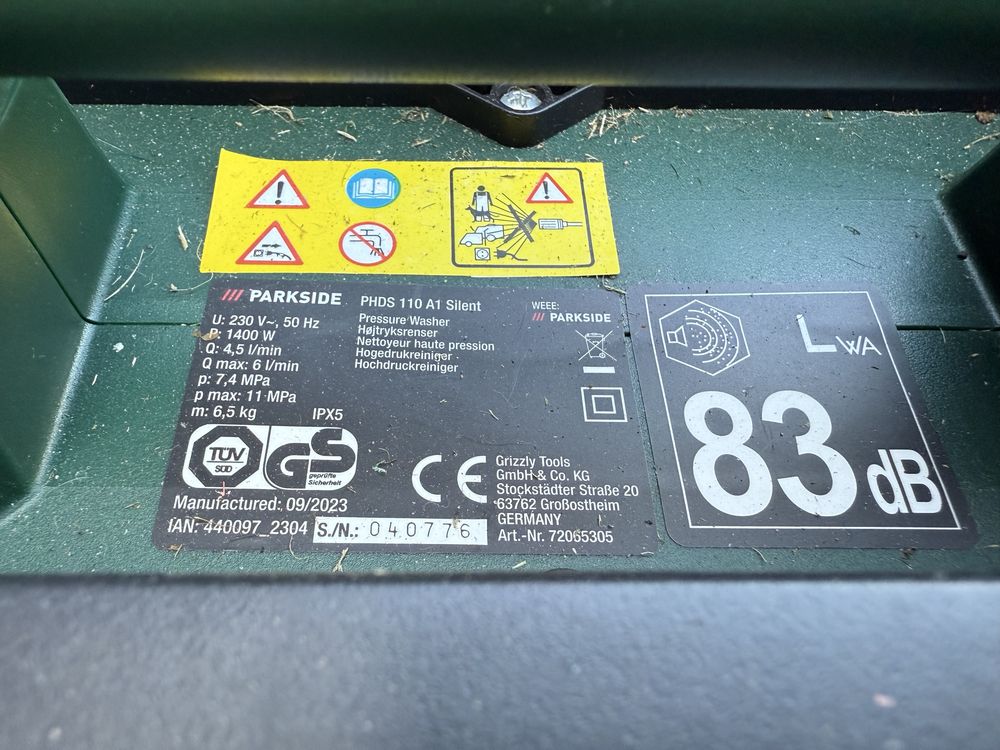 PARKSIDE
PHDS 110 A1 Silent
U: 230 V~, 50 Hz
P: 1400 W
Q: 4,5 l/min
Q max: 6 l/min
p: 7,4 MPa
p max: 11 MPa
m: 6,5 kg
IPX5
Pressure Washer
Højtryksrenser
Nettoyeur haute pression
Hogedrukreiniger
Hochdruckreiniger
WEEE:
PARKSIDE
TÜV
SÜD
GS
geprüfte
Sicherheit
CE
Manufactured: 09/2023
IAN: 440097_2304
S./N.: 040776
Grizzly Tools
GmbH & Co. KG
Stockstädter Straße 20
63762 Großostheim
GERMANY
Art.-Nr. 72065305
LWA
83 dB